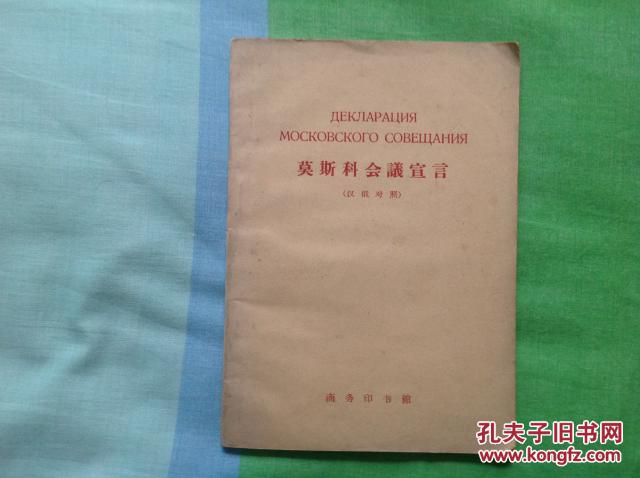 ДЕКЛАРАЦИЯ
МОСКОВСКОГО СОВЕЩАНИЯ
莫斯科会議宣言
(汉俄对照)
商务印书館
孔夫子旧书网
www.kongfz.com